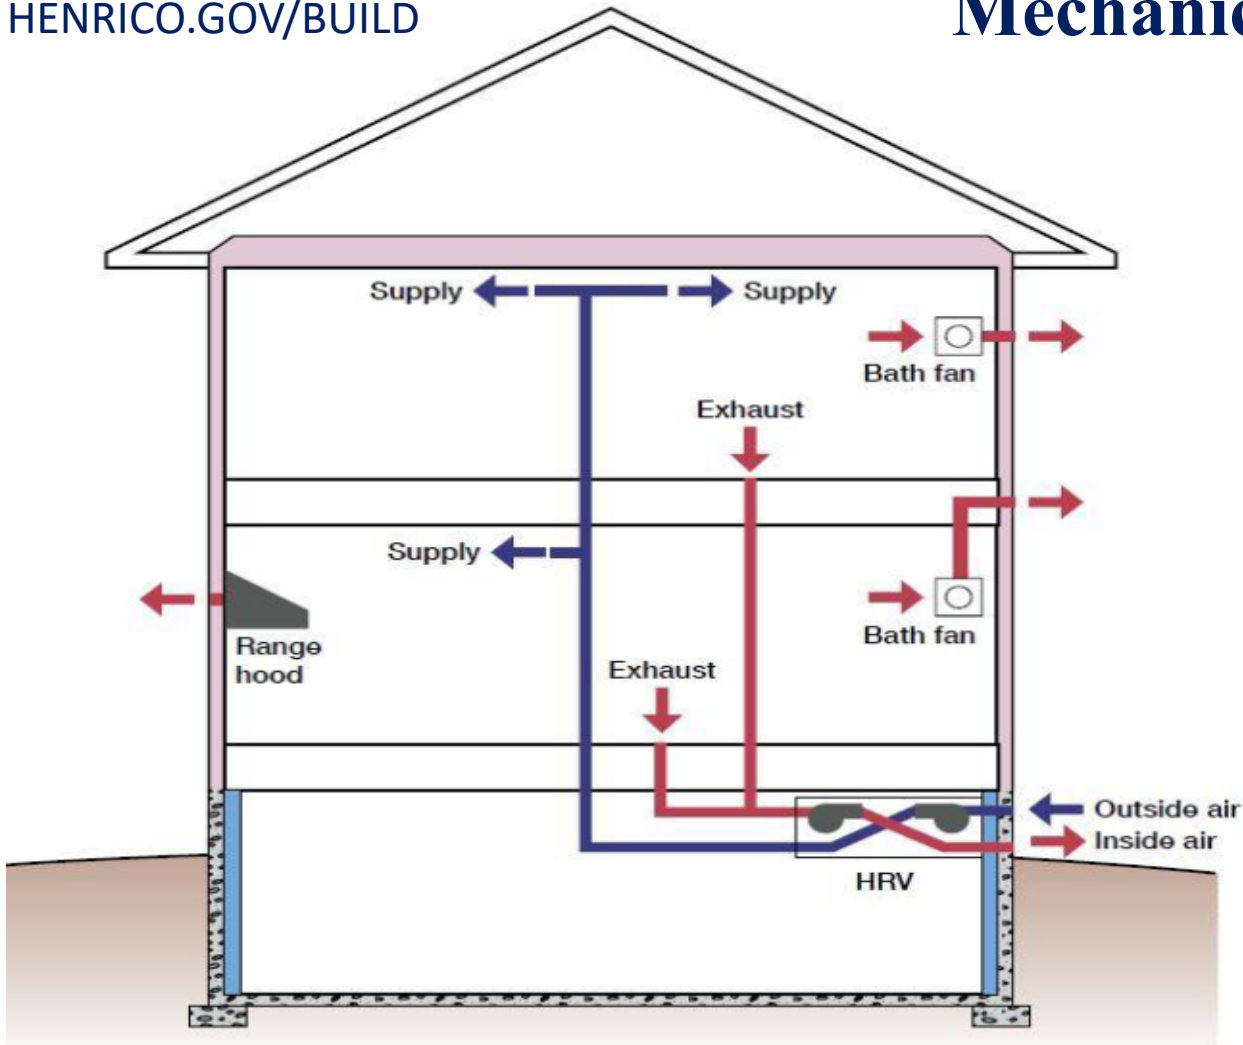 HENRICO.GOV/BUILD
Mechanic
Supply
Supply
Bath fan
Exhaust
Supply
Range
hood
Bath fan
Exhaust
Outside air
Inside air
HRV